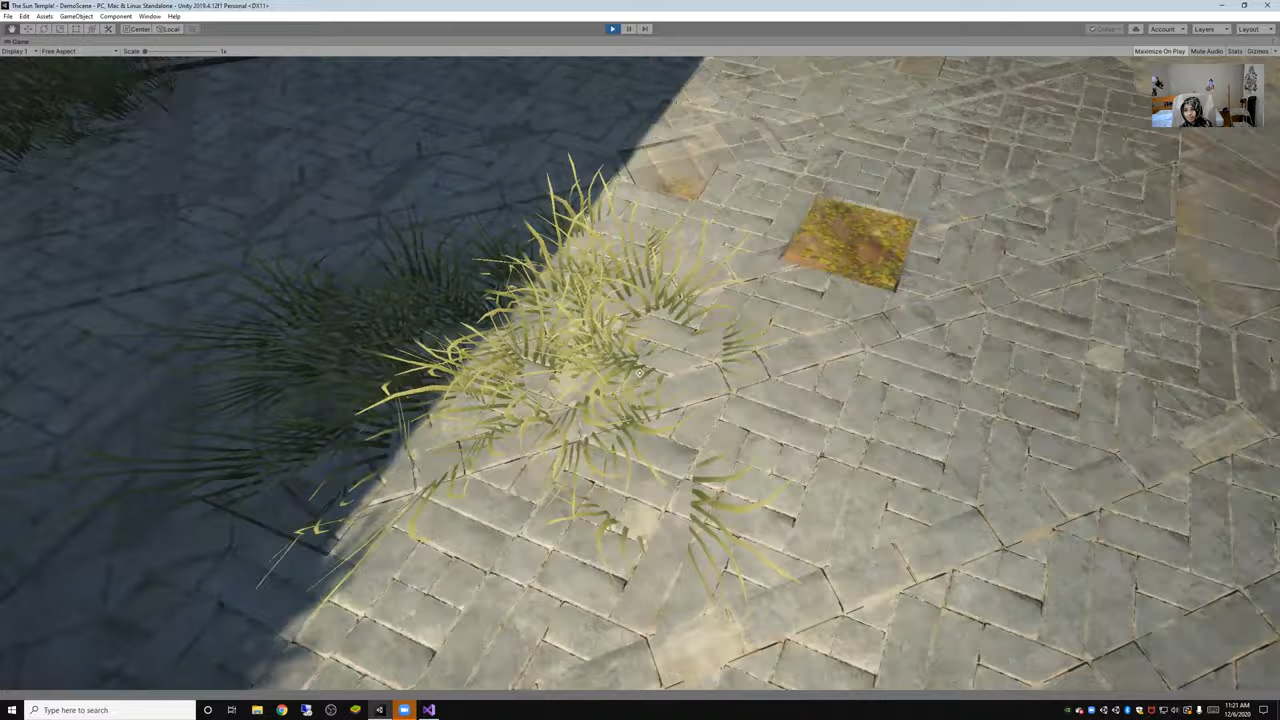 The Sun Temple - DemoScene - PC, Mac & Linux Standalone - Unity 2019.4.12f1 Personal <DX11>
File Edit Assets GameObject Component Window Help
Center Local Collab Account Layers Layout
Game
Display 1 Free Aspect Scale 1x Maximize On Play Mute Audio Stats Gizmos
Type here to search
11:21 AM
12/6/2020